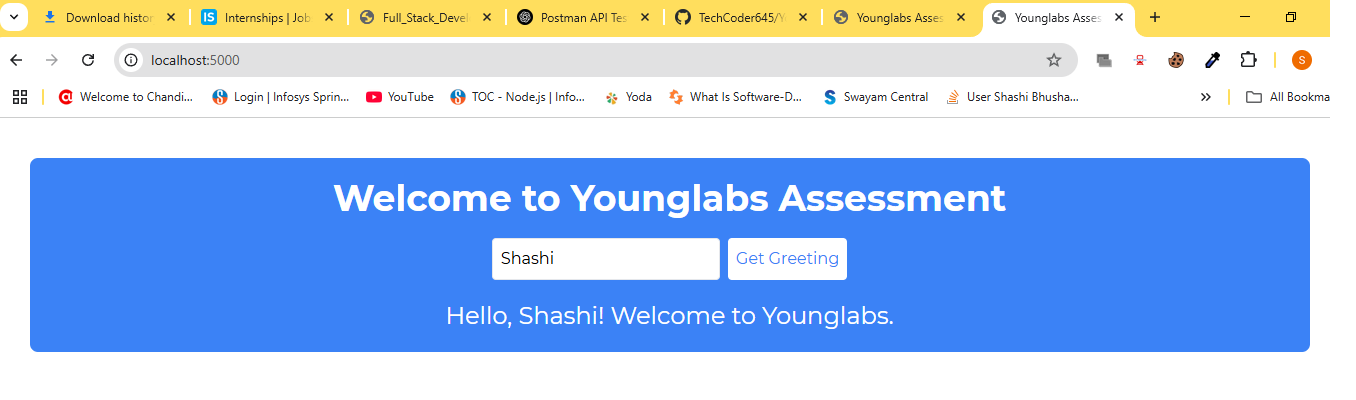 Download histor
Internships | Job
Full_Stack_Devel
Postman API Tes
TechCoder645/Y
Younglabs Asses
Younglabs Asses
localhost:5000
S
Welcome to Chandi...
Login | Infosys Sprin...
YouTube
TOC - Node.js | Info...
Yoda
What Is Software-D...
Swayam Central
User Shashi Bhusha...
All Bookma
Welcome to Younglabs Assessment
Shashi
Get Greeting
Hello, Shashi! Welcome to Younglabs.